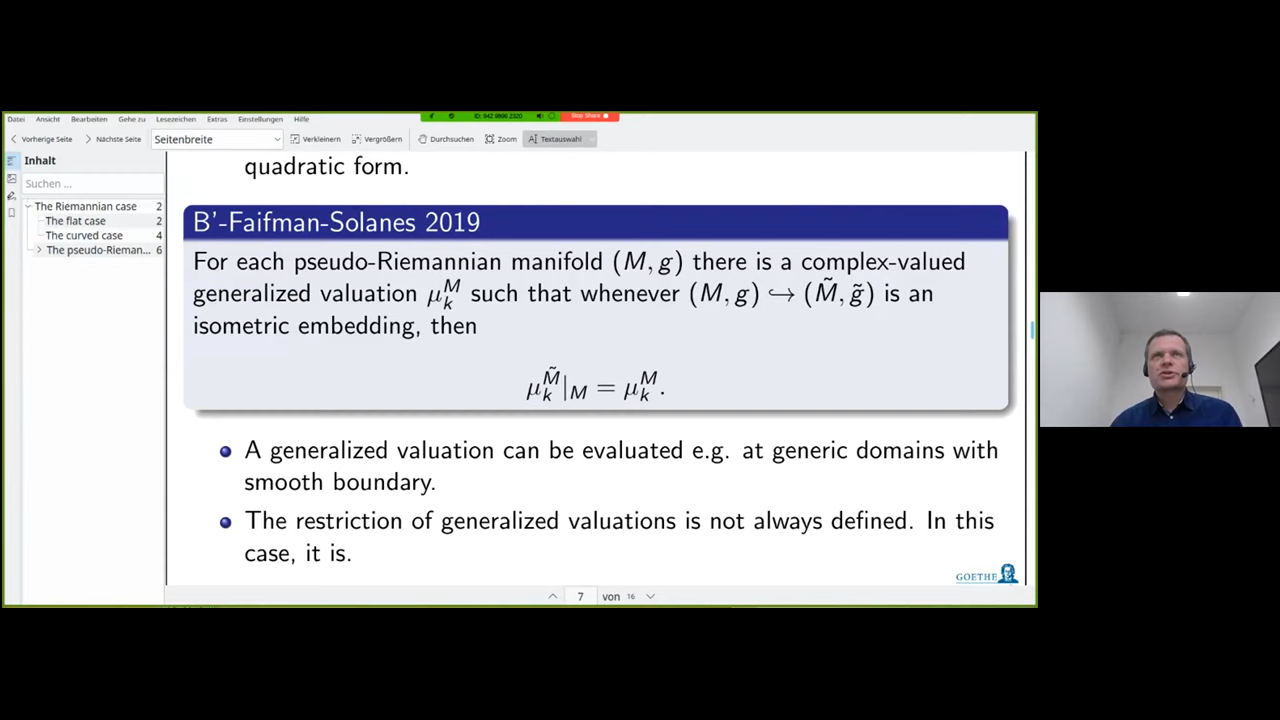 Datei Ansicht Bearbeiten Gehe zu Lesezeichen Extras Einstellungen Hilfe
Stop Share
Vorherige Seite Nächste Seite Seitenbreite Verkleinern Vergrößern Durchsuchen Zoom Textauswahl
Inhalt
Suchen ...
The Riemannian case 2
The flat case 2
The curved case 4
The pseudo-Rieman... 6
quadratic form.
B'-Faifman-Solanes 2019
For each pseudo-Riemannian manifold (M, g) there is a complex-valued
generalized valuation μ_k^M such that whenever (M, g) ↪ (M̃, g̃) is an
isometric embedding, then
μ_k^M̃|_M = μ_k^M.
A generalized valuation can be evaluated e.g. at generic domains with
smooth boundary.
The restriction of generalized valuations is not always defined. In this
case, it is.
GOETHE
7 von 16